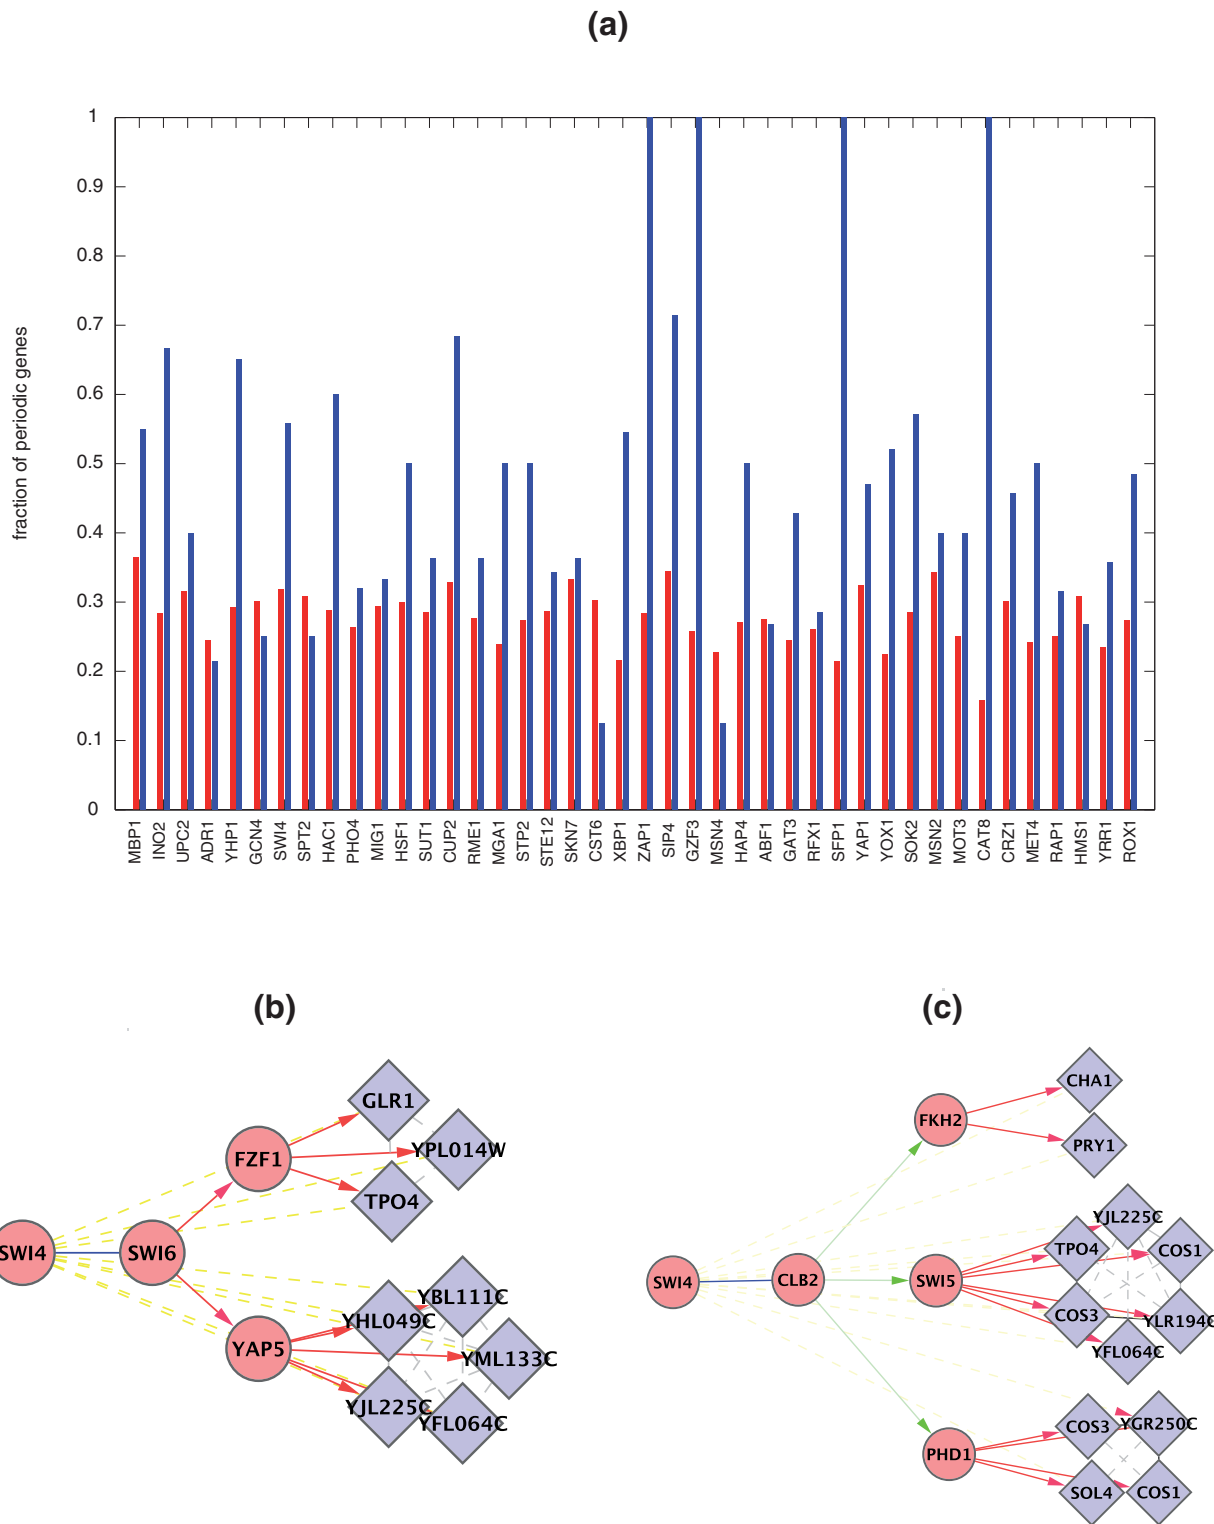 (a)
fraction of periodic genes
1
0.9
0.8
0.7
0.6
0.5
0.4
0.3
0.2
0.1
0
MBP1
INO2
UPC2
ADR1
YHP1
GCN4
SWI4
SPT2
HAC1
PHO4
MIG1
HSF1
SUT1
CUP2
RME1
MGA1
STP2
STE12
SKN7
CST6
XBP1
ZAP1
SIP4
GZF3
MSN4
HAP4
ABF1
GAT3
RFX1
SFP1
YAP1
YOX1
SOK2
MSN2
MOT3
CAT8
CRZ1
MET4
RAP1
HMS1
YRR1
ROX1
(b)
GLR1
YPL014W
FZF1
TPO4
SWI4
SWI6
YBL111C
YHL049C
YAP5
YML133C
YJL225C
YFL064C
(c)
CHA1
FKH2
PRY1
YJL225C
TPO4
COS1
SWI4
CLB2
SWI5
COS3
YLR194C
YFL064C
COS3
YGR250C
PHD1
SOL4
COS1